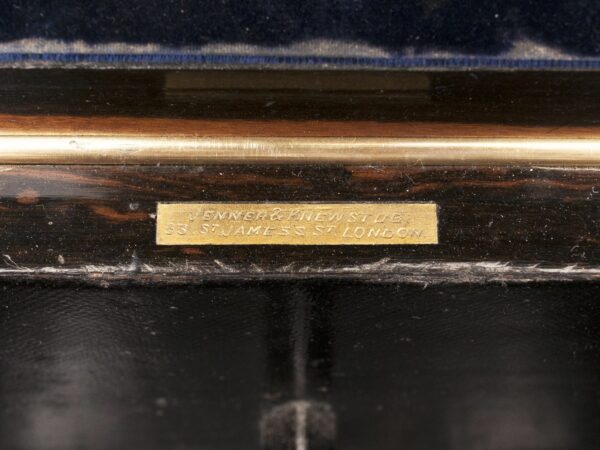 JENNER & KNEWSTUB,
33. ST. JAMES'S. ST. LONDON.